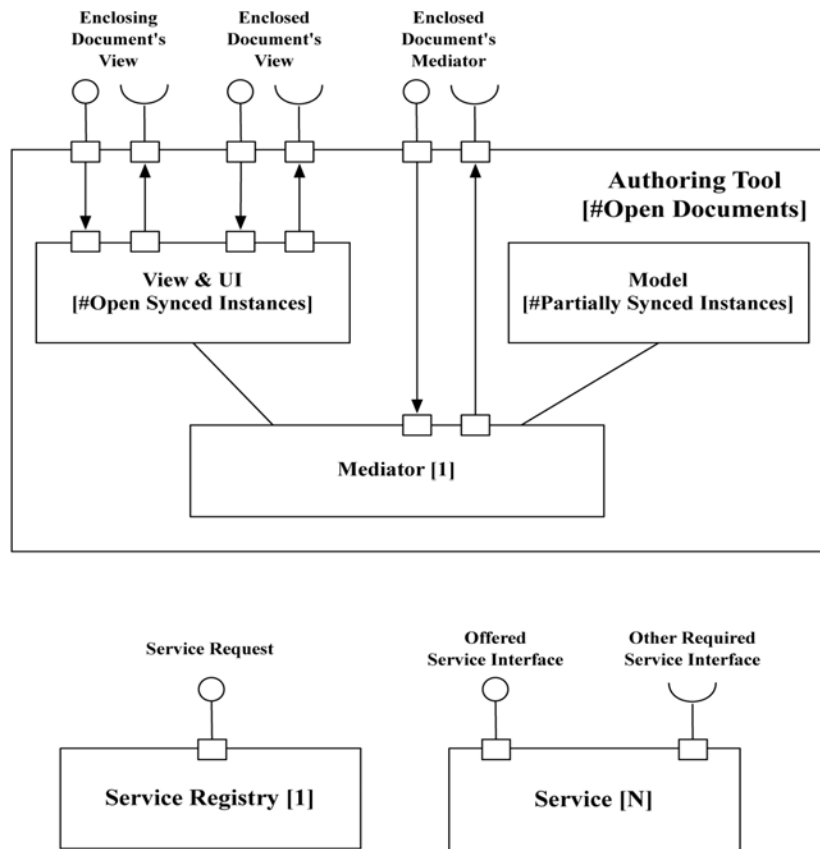 Enclosing
Document's
View
Enclosed
Document's
View
Enclosed
Document's
Mediator
Authoring Tool
[#Open Documents]
View & UI
[#Open Synced Instances]
Model
[#Partially Synced Instances]
Mediator [1]
Service Request
Offered
Service Interface
Other Required
Service Interface
Service Registry [1]
Service [N]